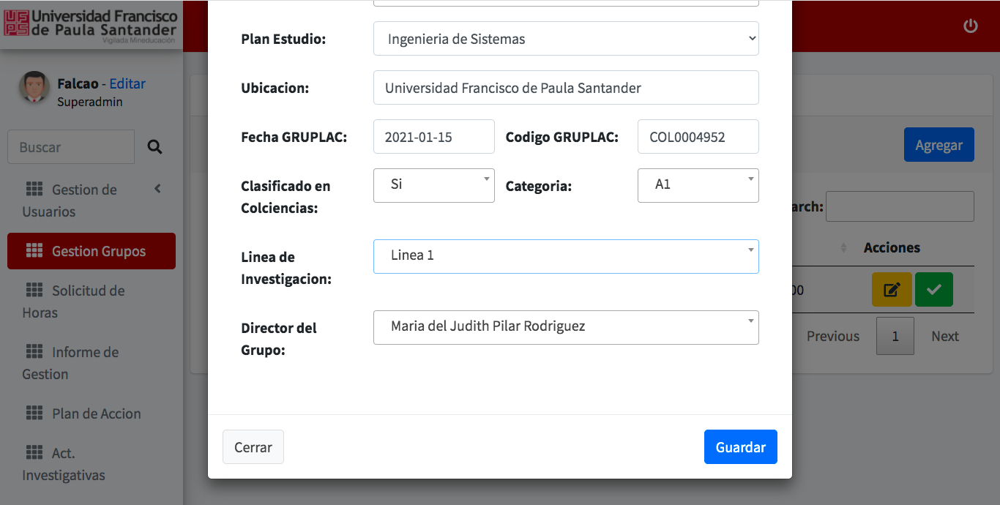 Universidad Francisco
de Paula Santander
Vigilada Mineducación
UFPS
Falcao - Editar
Superadmin
Buscar
Gestion de
Usuarios
Gestion Grupos
Solicitud de
Horas
Informe de
Gestion
Plan de Accion
Act.
Investigativas
Plan Estudio: Ingenieria de Sistemas
Ubicacion: Universidad Francisco de Paula Santander
Fecha GRUPLAC: 2021-01-15 Codigo GRUPLAC: COL0004952
Clasificado en
Colciencias: Si Categoria: A1
Linea de
Investigacion: Linea 1
Director del
Grupo: Maria del Judith Pilar Rodriguez
Cerrar Guardar
Agregar
arch:
Acciones
00
Previous 1 Next